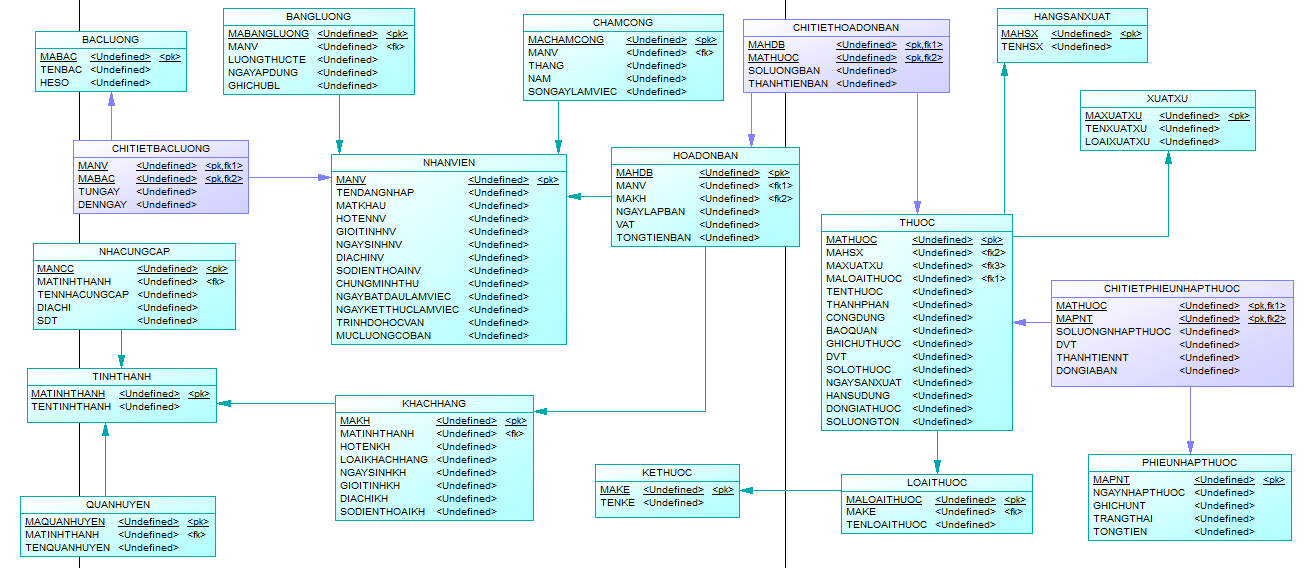 BACLUONG
MABAC <Undefined> <pk>
TENBAC <Undefined>
HESO <Undefined>
BANGLUONG
MABANGLUONG <Undefined> <pk>
MANV <Undefined> <fk>
LUONGTHUCTE <Undefined>
NGAYAPDUNG <Undefined>
GHICHUBL <Undefined>
CHAMCONG
MACHAMCONG <Undefined> <pk>
MANV <Undefined> <fk>
THANG <Undefined>
NAM <Undefined>
SONGAYLAMVIEC <Undefined>
CHITIETHOADONBAN
MAHDB <Undefined> <pk,fk1>
MATHUOC <Undefined> <pk,fk2>
SOLUONGBAN <Undefined>
THANHTIENBAN <Undefined>
HANGSANXUAT
MAHSX <Undefined> <pk>
TENHSX <Undefined>
XUATXU
MAXUATXU <Undefined> <pk>
TENXUATXU <Undefined>
LOAIXUATXU <Undefined>
CHITIETBACLUONG
MANV <Undefined> <pk,fk1>
MABAC <Undefined> <pk,fk2>
TUNGAY <Undefined>
DENNGAY <Undefined>
NHANVIEN
MANV <Undefined> <pk>
TENDANGNHAP <Undefined>
MATKHAU <Undefined>
HOTENNV <Undefined>
GIOITINHNV <Undefined>
NGAYSINHNV <Undefined>
DIACHINV <Undefined>
SODIENTHOAINV <Undefined>
CHUNGMINHTHU <Undefined>
NGAYBATDAULAMVIEC <Undefined>
NGAYKETTHUCLAMVIEC <Undefined>
TRINHDOHOCVAN <Undefined>
MUCLUONGCOBAN <Undefined>
HOADONBAN
MAHDB <Undefined> <pk>
MANV <Undefined> <fk1>
MAKH <Undefined> <fk2>
NGAYLAPBAN <Undefined>
VAT <Undefined>
TONGTIENBAN <Undefined>
THUOC
MATHUOC <Undefined> <pk>
MAHSX <Undefined> <fk2>
MAXUATXU <Undefined> <fk3>
MALOAITHUOC <Undefined> <fk1>
TENTHUOC <Undefined>
THANHPHAN <Undefined>
CONGDUNG <Undefined>
BAOQUAN <Undefined>
GHICHUTHUOC <Undefined>
DVT <Undefined>
SOLOTHUOC <Undefined>
NGAYSANXUAT <Undefined>
HANSUDUNG <Undefined>
DONGIATHUOC <Undefined>
SOLUONGTON <Undefined>
NHACUNGCAP
MANCC <Undefined> <pk>
MATINHTHANH <Undefined> <fk>
TENNHACUNGCAP <Undefined>
DIACHI <Undefined>
SDT <Undefined>
CHITIETPHIEUNHAPTHUOC
MATHUOC <Undefined> <pk,fk1>
MAPNT <Undefined> <pk,fk2>
SOLUONGNHAPTHUOC <Undefined>
DVT <Undefined>
THANHTIENNT <Undefined>
DONGIABAN <Undefined>
TINHTHANH
MATINHTHANH <Undefined> <pk>
TENTINHTHANH <Undefined>
KHACHHANG
MAKH <Undefined> <pk>
MATINHTHANH <Undefined> <fk>
HOTENKH <Undefined>
LOAIKHACHHANG <Undefined>
NGAYSINHKH <Undefined>
GIOITINHKH <Undefined>
DIACHIKH <Undefined>
SODIENTHOAIKH <Undefined>
KETHUOC
MAKE <Undefined> <pk>
TENKE <Undefined>
LOAITHUOC
MALOAITHUOC <Undefined> <pk>
MAKE <Undefined> <fk>
TENLOAITHUOC <Undefined>
PHIEUNHAPTHUOC
MAPNT <Undefined> <pk>
NGAYNHAPTHUOC <Undefined>
GHICHUNT <Undefined>
TRANGTHAI <Undefined>
TONGTIEN <Undefined>
QUANHUYEN
MAQUANHUYEN <Undefined> <pk>
MATINHTHANH <Undefined> <fk>
TENQUANHUYEN <Undefined>